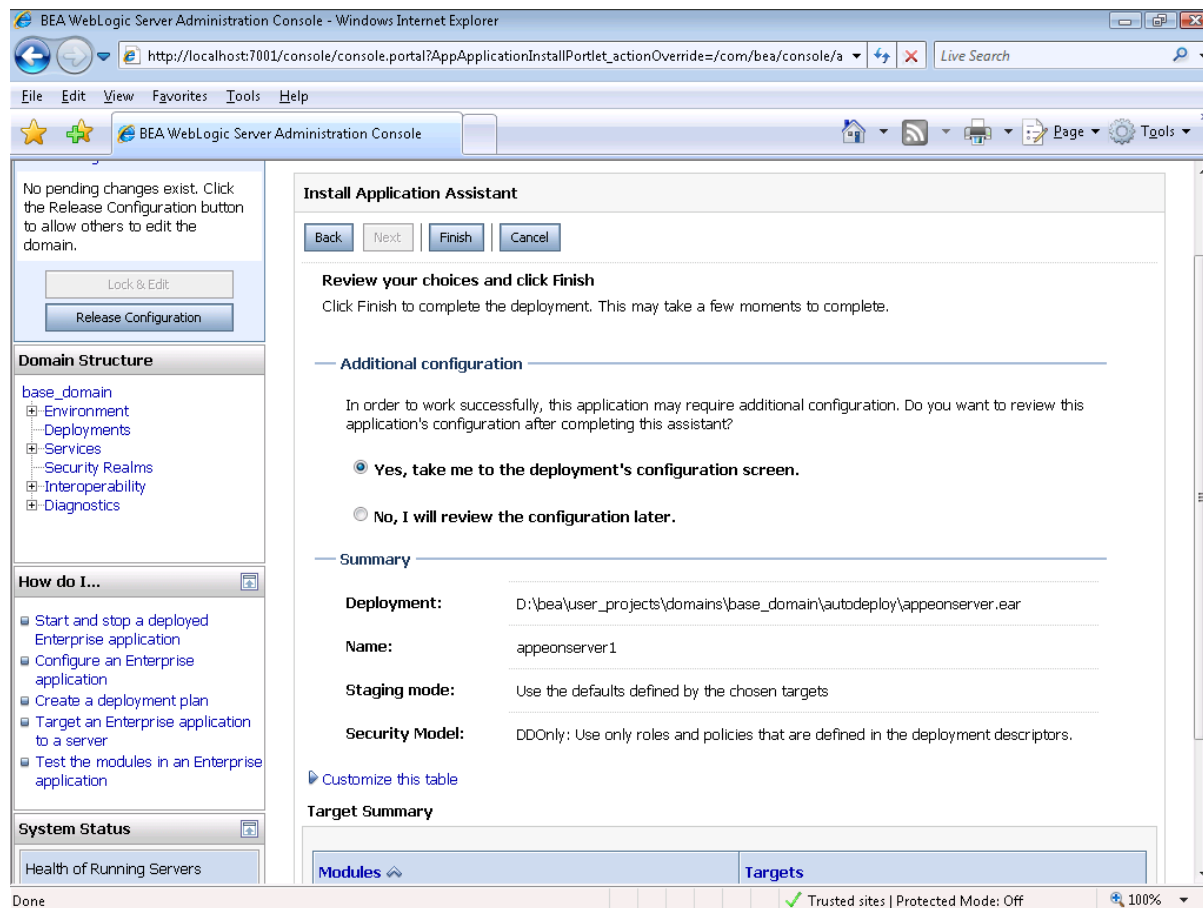 BEA WebLogic Server Administration Console - Windows Internet Explorer
http://localhost:7001/console/console.portal?AppApplicationInstallPortlet_actionOverride=/com/bea/console/a
Live Search
File Edit View Favorites Tools Help
BEA WebLogic Server Administration Console
Page Tools
No pending changes exist. Click
the Release Configuration button
to allow others to edit the
domain.
Lock & Edit
Release Configuration
Domain Structure
base_domain
Environment
Deployments
Services
Security Realms
Interoperability
Diagnostics
How do I...
Start and stop a deployed
Enterprise application
Configure an Enterprise
application
Create a deployment plan
Target an Enterprise application
to a server
Test the modules in an Enterprise
application
System Status
Health of Running Servers
Install Application Assistant
Back Next Finish Cancel
Review your choices and click Finish
Click Finish to complete the deployment. This may take a few moments to complete.
Additional configuration
In order to work successfully, this application may require additional configuration. Do you want to review this
application's configuration after completing this assistant?
Yes, take me to the deployment's configuration screen.
No, I will review the configuration later.
Summary
Deployment: D:\bea\user_projects\domains\base_domain\autodeploy\appeonserver.ear
Name: appeonserver1
Staging mode: Use the defaults defined by the chosen targets
Security Model: DDOnly: Use only roles and policies that are defined in the deployment descriptors.
Customize this table
Target Summary
Modules Targets
Done Trusted sites | Protected Mode: Off 100%